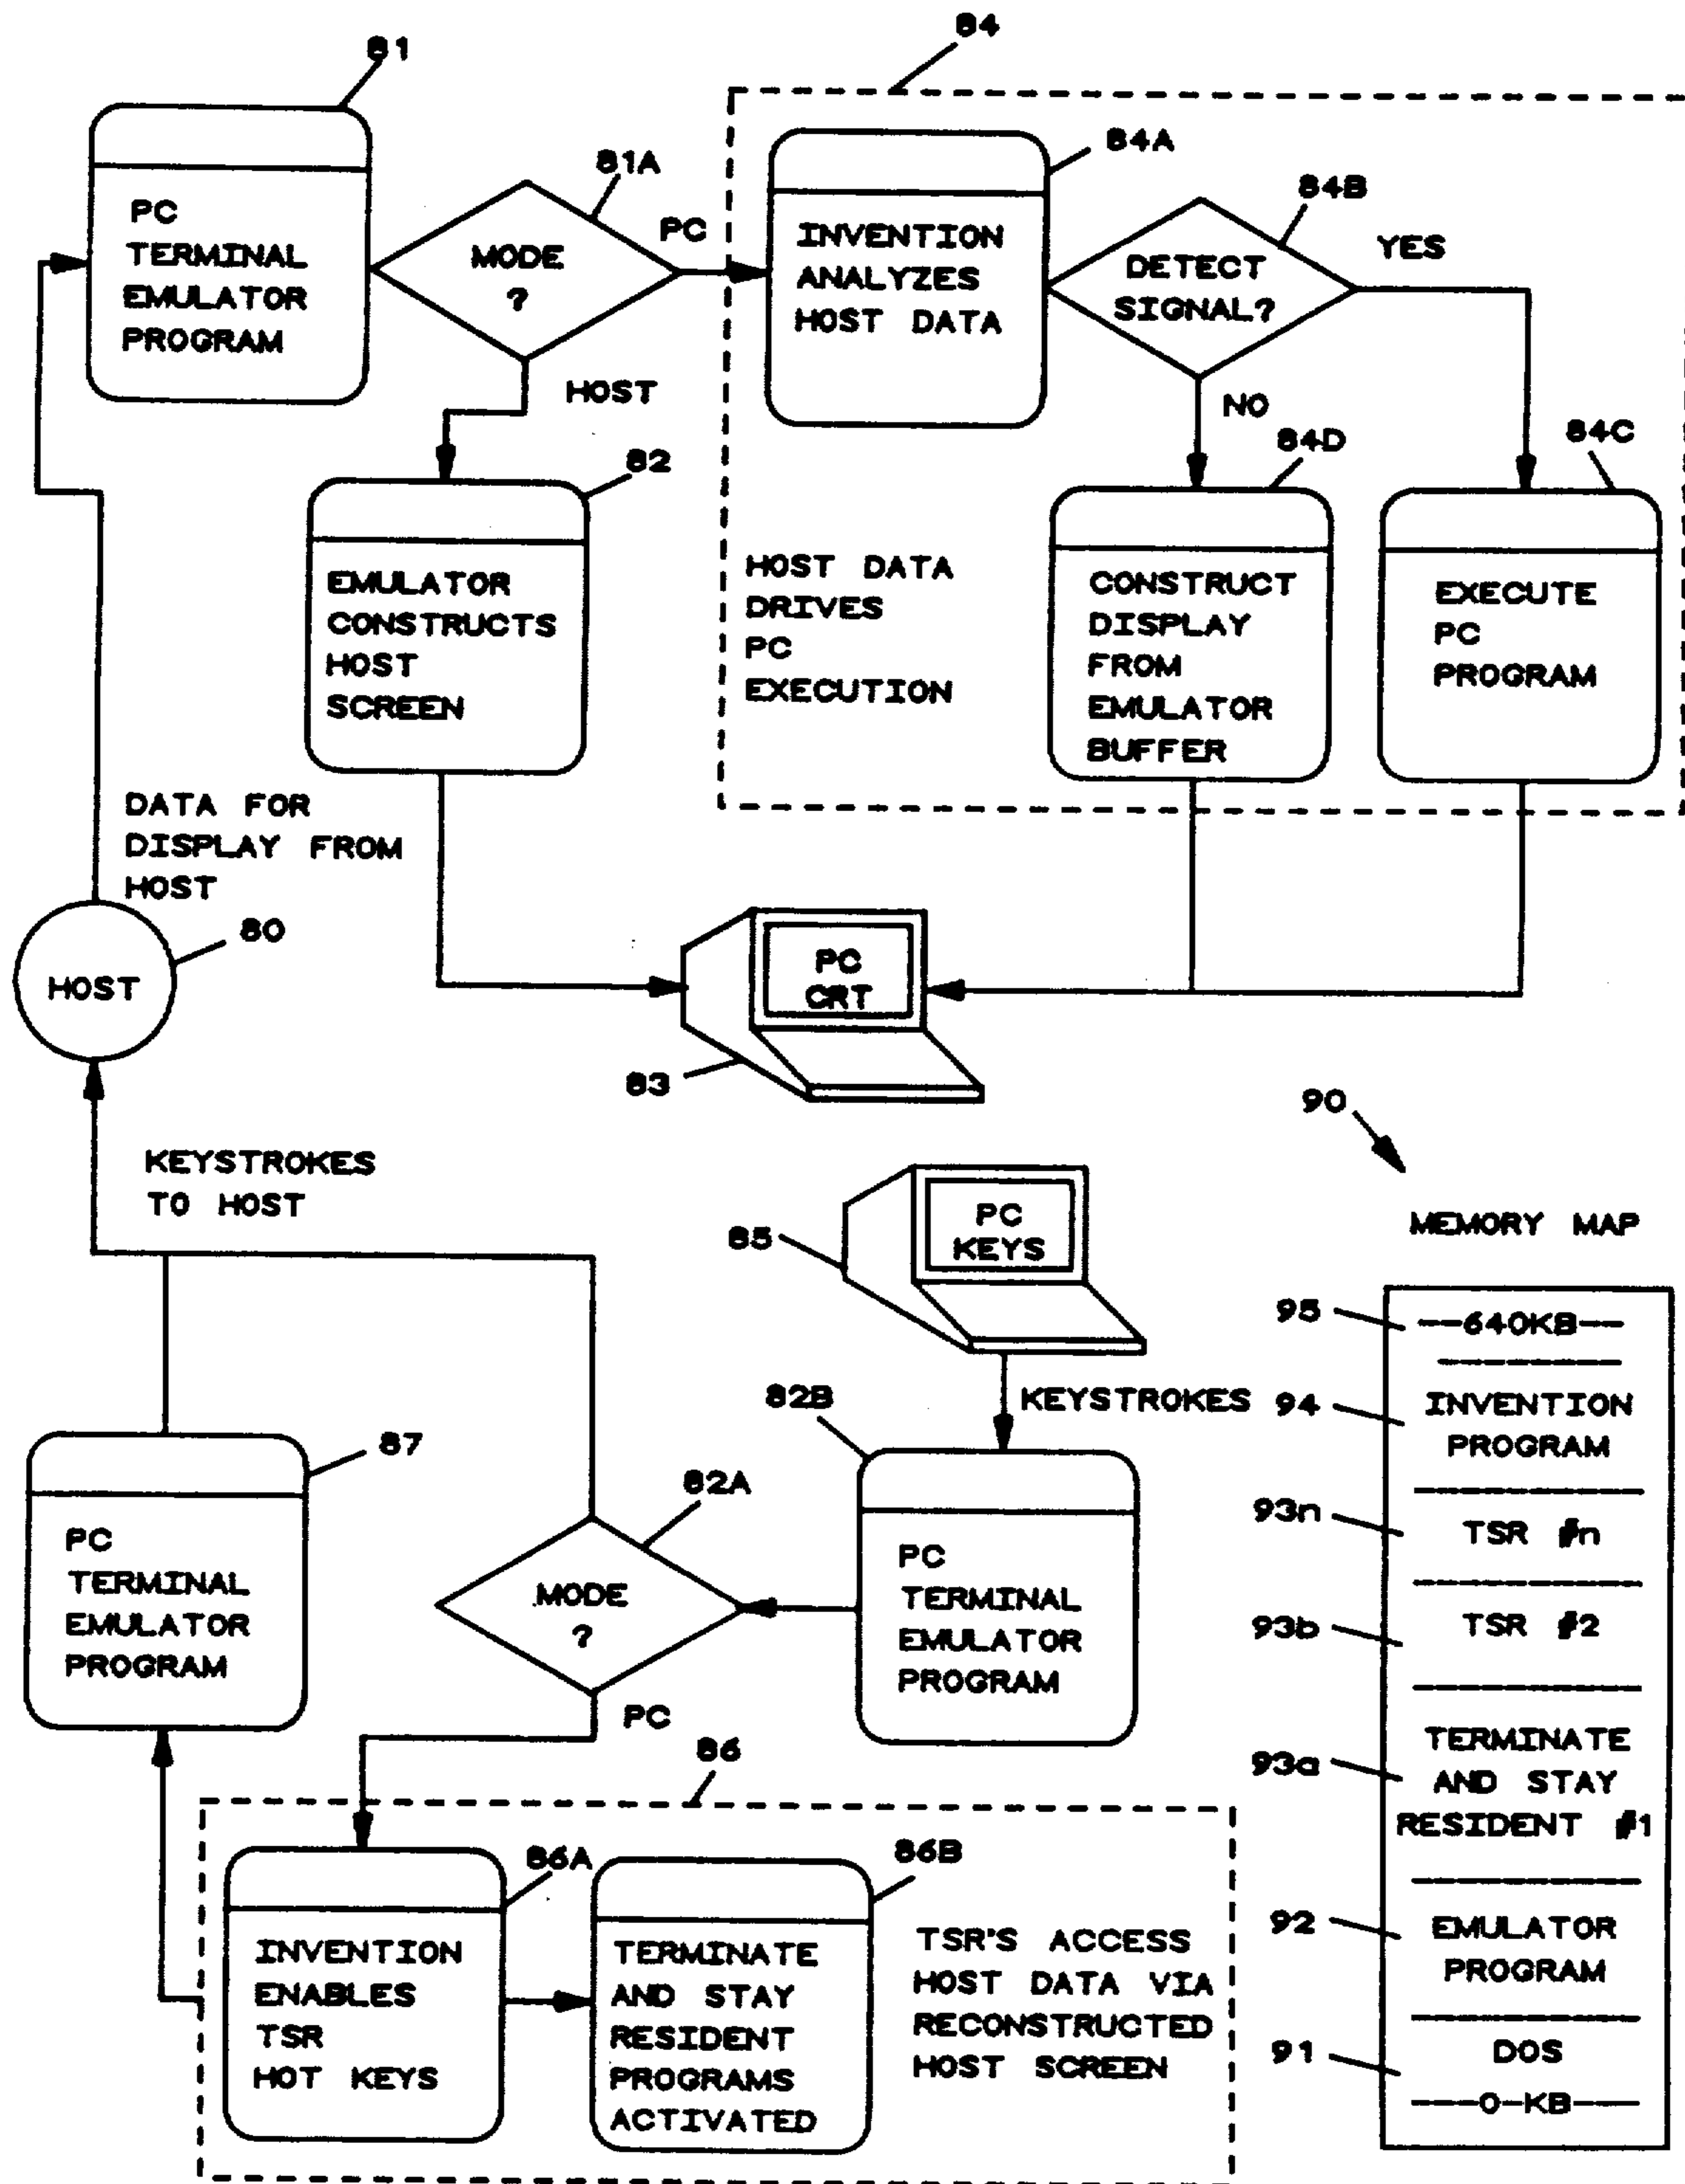 81
84
84A
81A
84B
PC
TERMINAL
EMULATOR
PROGRAM
MODE
?
PC
INVENTION
ANALYZES
HOST DATA
DETECT
SIGNAL?
YES
HOST
NO
82
84D
84C
EMULATOR
CONSTRUCTS
HOST
SCREEN
HOST DATA
DRIVES
PC
EXECUTION
CONSTRUCT
DISPLAY
FROM
EMULATOR
BUFFER
EXECUTE
PC
PROGRAM
DATA FOR
DISPLAY FROM
HOST
80
HOST
PC
CRT
83
90
KEYSTROKES
TO HOST
85
PC
KEYS
MEMORY MAP
95
--640KB--
82B
KEYSTROKES
94
INVENTION
PROGRAM
87
82A
93n
TSR #n
PC
TERMINAL
EMULATOR
PROGRAM
MODE
?
PC
TERMINAL
EMULATOR
PROGRAM
93b
TSR #2
PC
86
93a
TERMINATE
AND STAY
RESIDENT #1
86A
86B
INVENTION
ENABLES
TSR
HOT KEYS
TERMINATE
AND STAY
RESIDENT
PROGRAMS
ACTIVATED
TSR'S ACCESS
HOST DATA VIA
RECONSTRUCTED
HOST SCREEN
92
EMULATOR
PROGRAM
91
DOS
---0-KB---